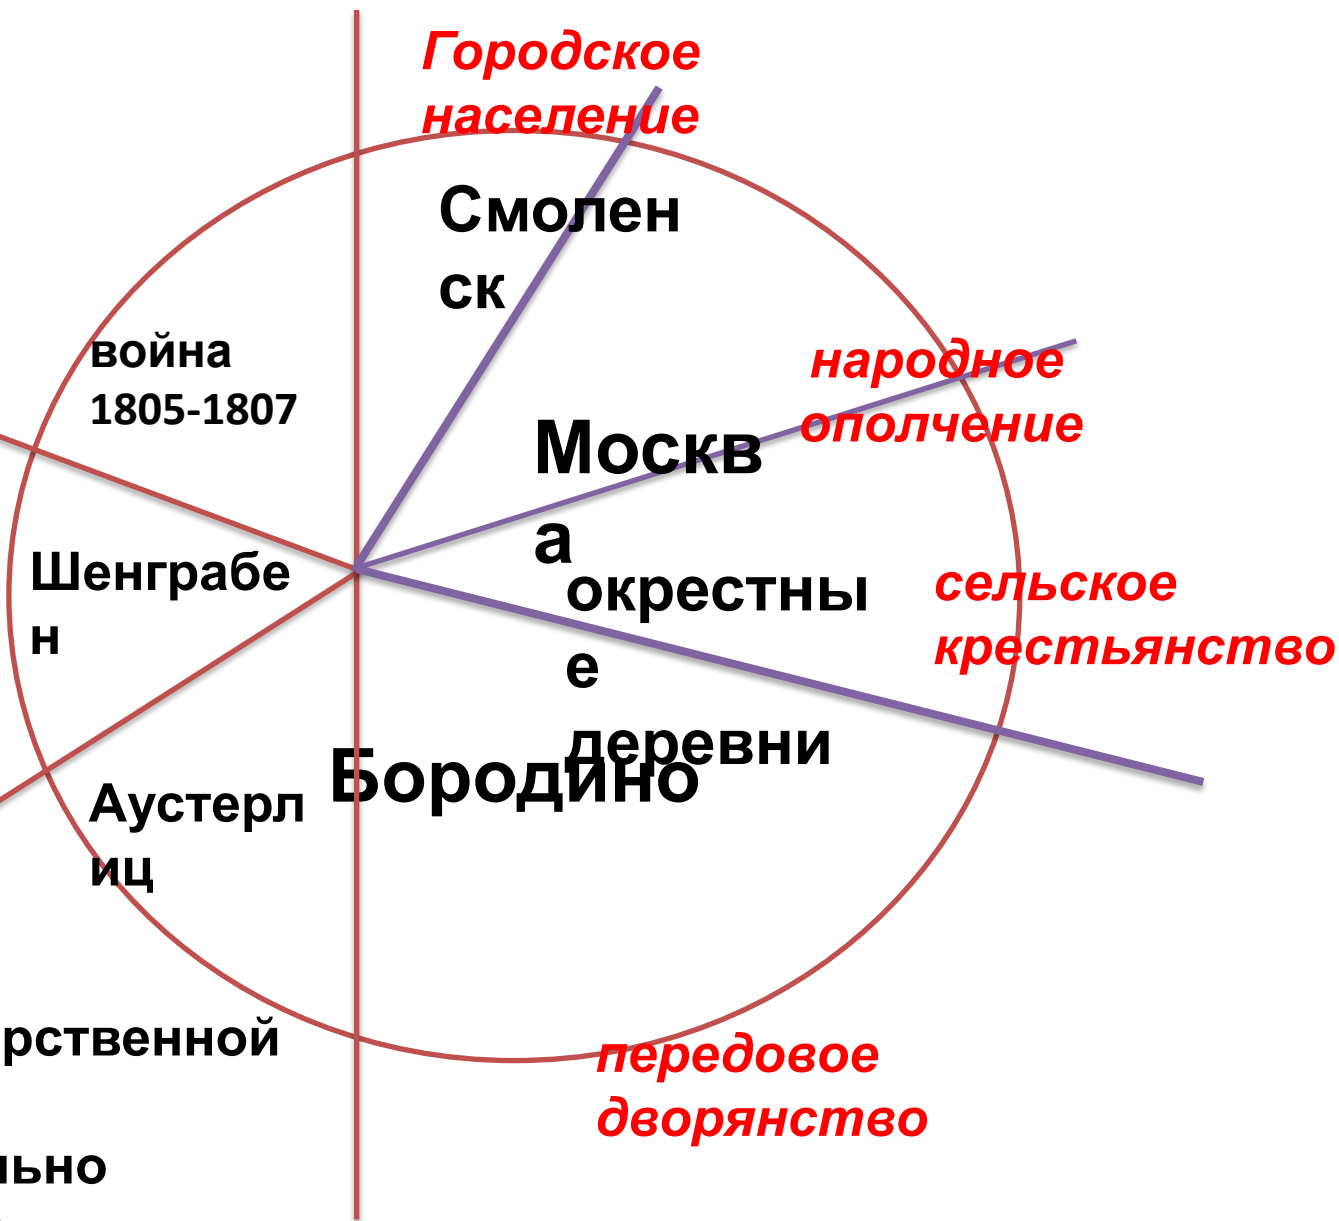 Городское
население
Смолен
ск
война
1805-1807
народное
ополчение
Москв
а
Шенграбе
н
окрестны
е
деревни
сельское
крестьянство
Бородино
Аустерл
иц
рственной
передовое
дворянство
льно